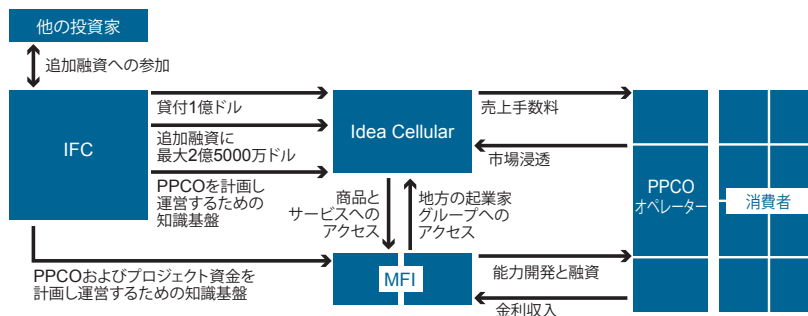 他の投資家
追加融資への参加
IFC
貸付1億ドル
追加融資に
最大2億5000万ドル
PPCOを計画し
運営するための
知識基盤
Idea Cellular
売上手数料
市場浸透
PPCO
オペレーター
消費者
商品と
サービスへの
アクセス
地方の起業家
グループへの
アクセス
PPCOおよびプロジェクト資金を
計画し運営するための知識基盤
MFI
能力開発と融資
金利収入